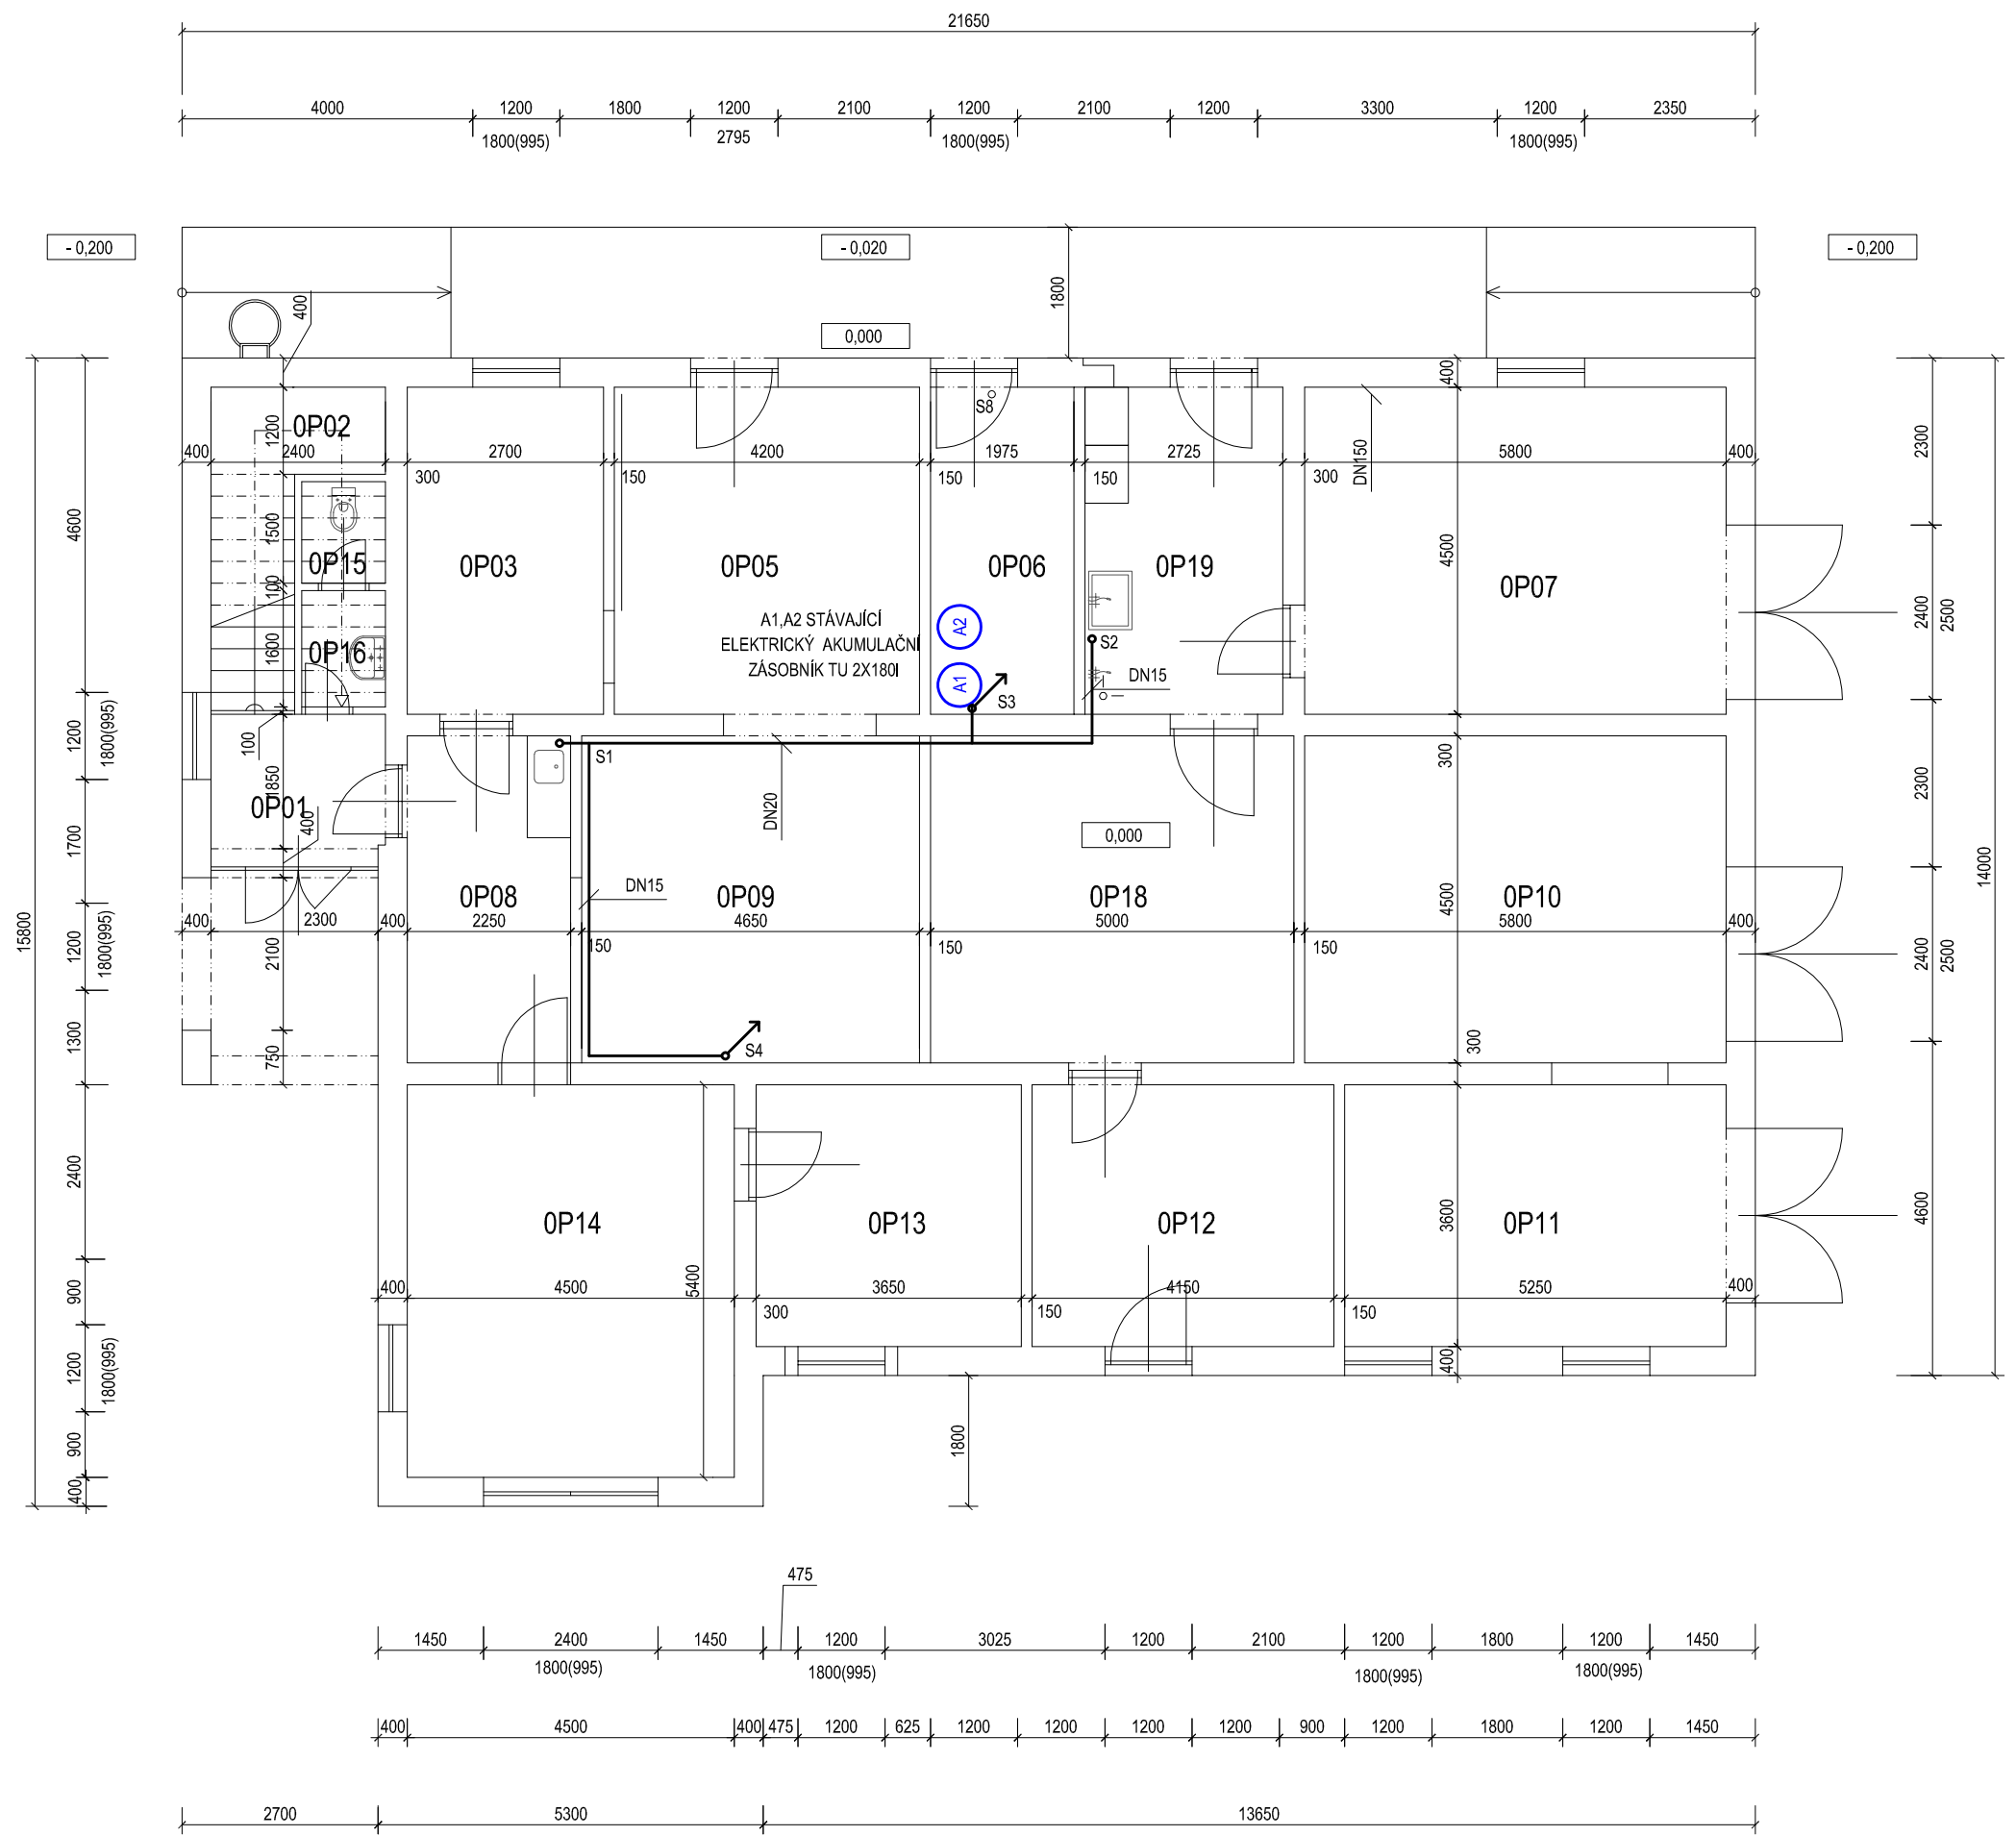 21650
4000 1200 1800 1200 2100 1200 2100 1200 3300 1200 2350
1800(995) 2795 1800(995) 1800(995)
- 0,200 - 0,020 - 0,200
400 1800
0,000
400
0P02
1200
400 2400 2700 4200 1975 2725 5800 400
300 150 150 150 300
S8
DN150
2300
4600
1500
4500
0P15 0P03 0P05 0P06 0P19 0P07
100
A1,A2 STÁVAJÍCÍ
ELEKTRICKÝ AKUMULAČNÍ
ZÁSOBNÍK TU 2X180l
A2
A1
2400
2500
1600
0P16
S2
DN15
S3
S1
1200
1800(995)
100
1850
300
2300
0P01
400
DN20
0,000
1700
14000
15800
0P08 DN15 0P09 0P18 0P10
400 2300 400 2250 4650 5000 5800 400
150 150 150
4500
2100
1200
1800(995)
2400
2500
1300
750
S4
300
2400
0P14 0P13 0P12 0P11
3600
4600
400 4500 5400 3650 4150 5250 400
300 150 150
900
1200
1800(995)
400
900
1800
400
475
1450 2400 1450 1200 3025 1200 2100 1200 1800 1200 1450
1800(995) 1800(995) 1800(995) 1800(995)
400 4500 400 475 1200 625 1200 1200 1200 1200 900 1200 1800 1200 1450
2700 5300 13650